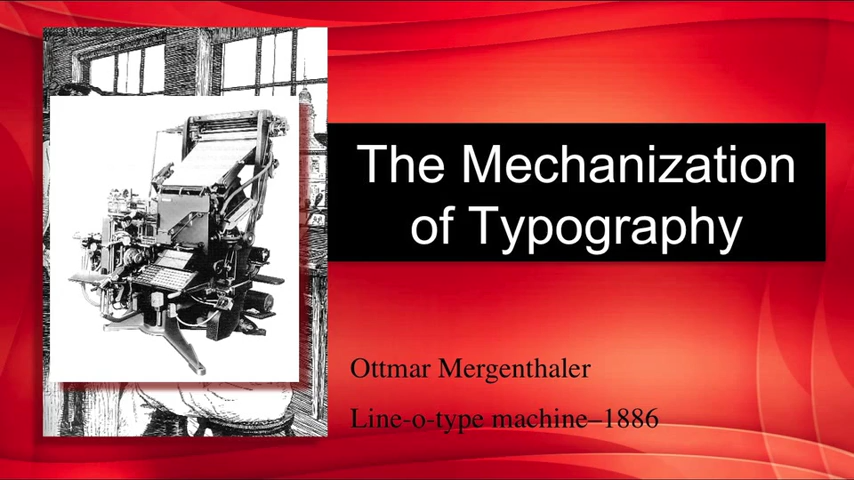 The Mechanization
of Typography
Ottmar Mergenthaler
Line-o-type machine–1886